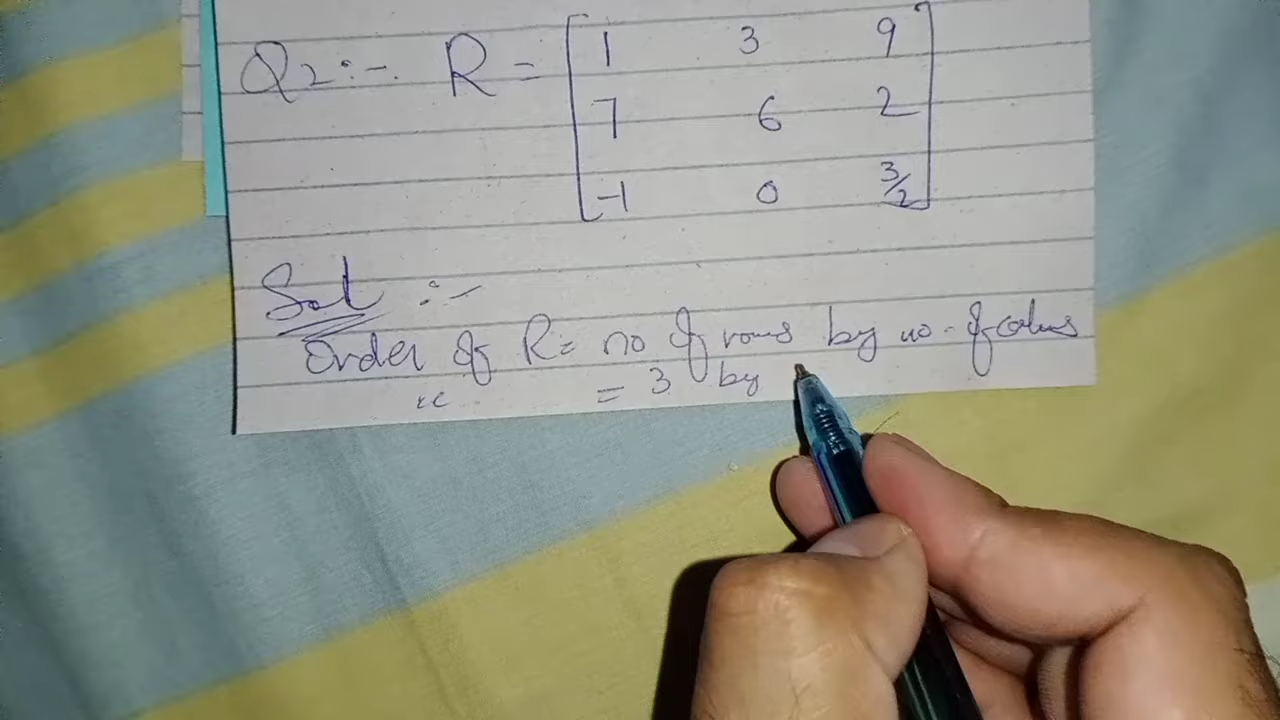 Q2:-. R = [ 1 3 9
7 6 2
-1 0 3/2 ]
Sol :-
Order of R = no of rows by no. of colums
" " = 3 by